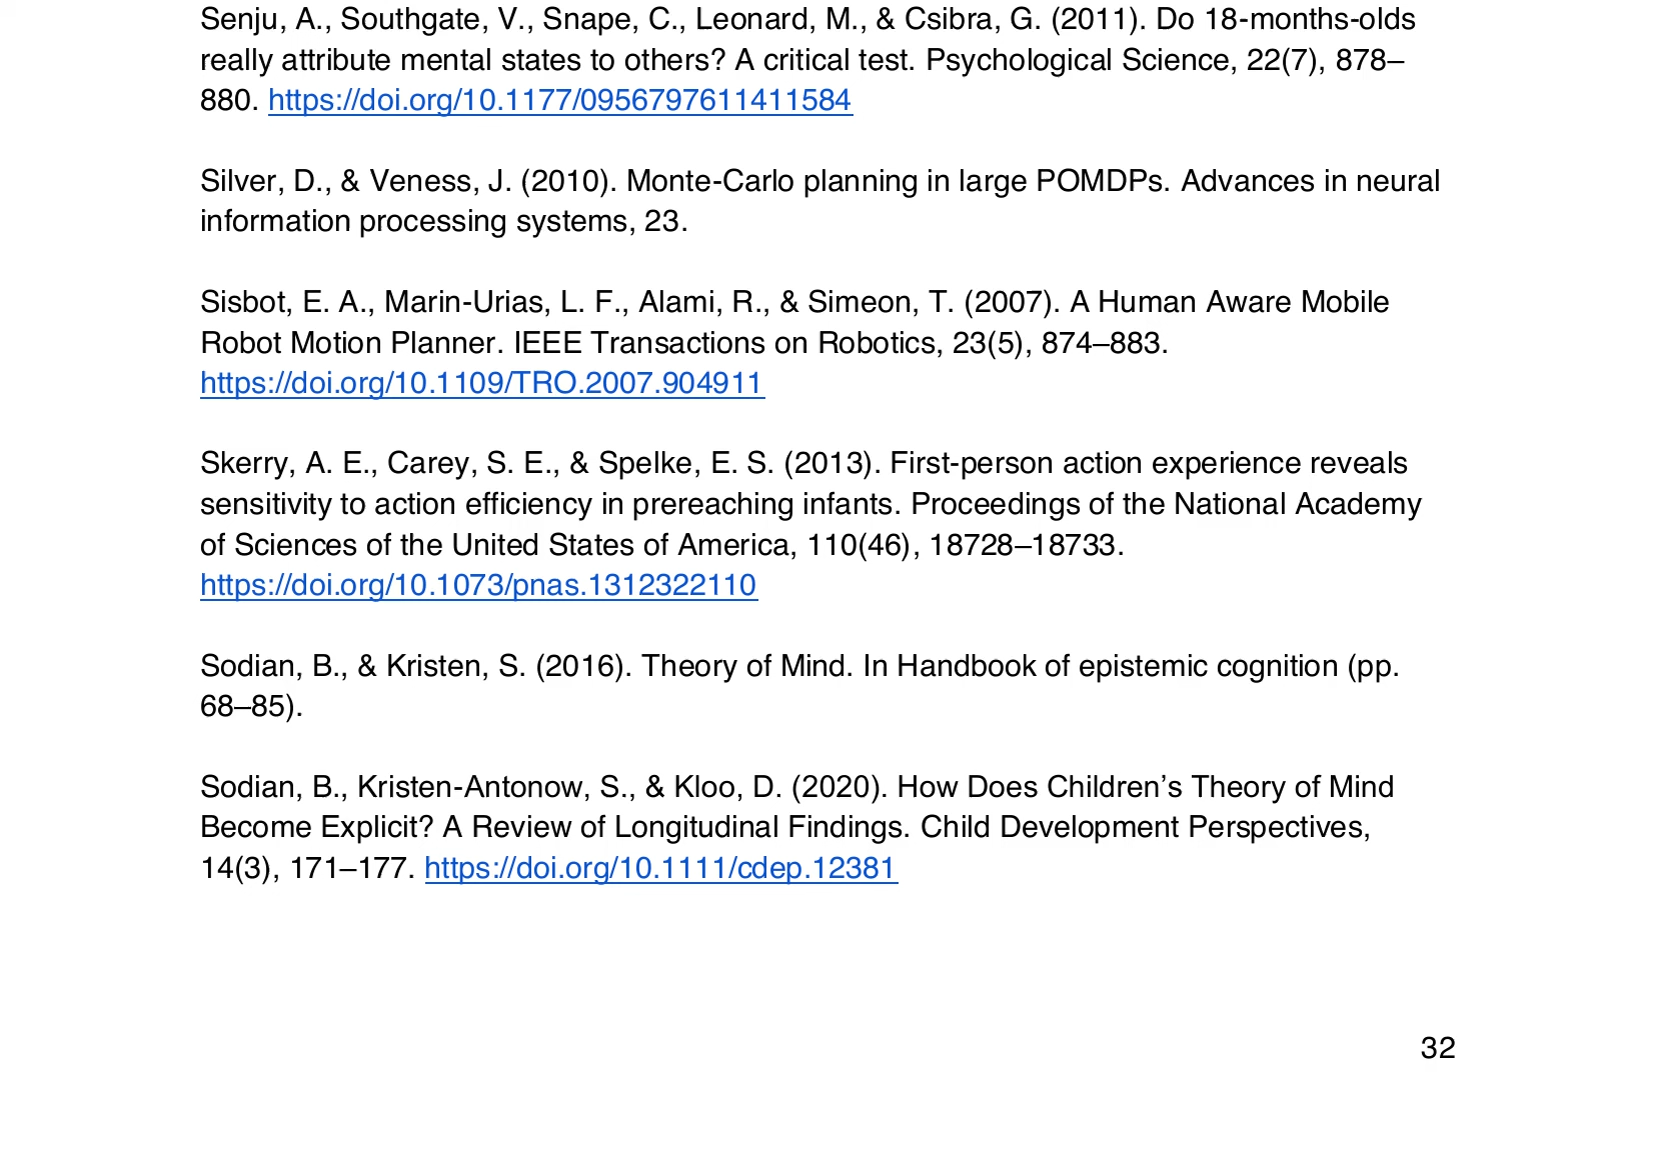 Senju, A., Southgate, V., Snape, C., Leonard, M., & Csibra, G. (2011). Do 18-months-olds
really attribute mental states to others? A critical test. Psychological Science, 22(7), 878–
880. https://doi.org/10.1177/0956797611411584
Silver, D., & Veness, J. (2010). Monte-Carlo planning in large POMDPs. Advances in neural
information processing systems, 23.
Sisbot, E. A., Marin-Urias, L. F., Alami, R., & Simeon, T. (2007). A Human Aware Mobile
Robot Motion Planner. IEEE Transactions on Robotics, 23(5), 874–883.
https://doi.org/10.1109/TRO.2007.904911
Skerry, A. E., Carey, S. E., & Spelke, E. S. (2013). First-person action experience reveals
sensitivity to action efficiency in prereaching infants. Proceedings of the National Academy
of Sciences of the United States of America, 110(46), 18728–18733.
https://doi.org/10.1073/pnas.1312322110
Sodian, B., & Kristen, S. (2016). Theory of Mind. In Handbook of epistemic cognition (pp.
68–85).
Sodian, B., Kristen-Antonow, S., & Kloo, D. (2020). How Does Children’s Theory of Mind
Become Explicit? A Review of Longitudinal Findings. Child Development Perspectives,
14(3), 171–177. https://doi.org/10.1111/cdep.12381
32